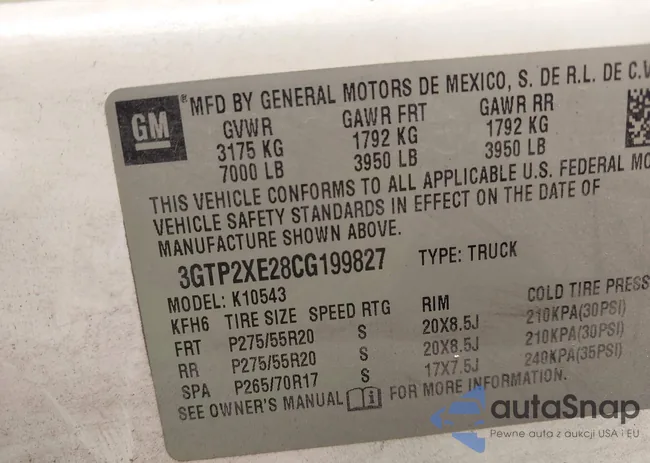 GM
MFD BY GENERAL MOTORS DE MEXICO, S. DE R.L. DE C.V
GVWR GAWR FRT GAWR RR
3175 KG 1792 KG 1792 KG
7000 LB 3950 LB 3950 LB
THIS VEHICLE CONFORMS TO ALL APPLICABLE U.S. FEDERAL MO
VEHICLE SAFETY STANDARDS IN EFFECT ON THE DATE OF
MANUFACTURE SHOWN ABOVE.
3GTP2XE28CG199827 TYPE: TRUCK
MODEL: K10543
KFH6 TIRE SIZE SPEED RTG RIM COLD TIRE PRES
FRT P275/55R20 S 20X8.5J 210KPA(30PSI)
RR P275/55R20 S 20X8.5J 210KPA(30PSI)
SPA P265/70R17 S 17X7.5J 240KPA(35PSI)
SEE OWNER'S MANUAL i FOR MORE INFORMATION.
autaSnap
Pewne auta z aukcji USA i EU